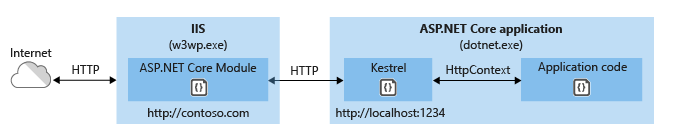 IIS
(w3wp.exe)
ASP.NET Core application
(dotnet.exe)
Internet
HTTP
ASP.NET Core Module
{}
HTTP
Kestrel
{}
HttpContext
Application code
{}
http://contoso.com
http://localhost:1234